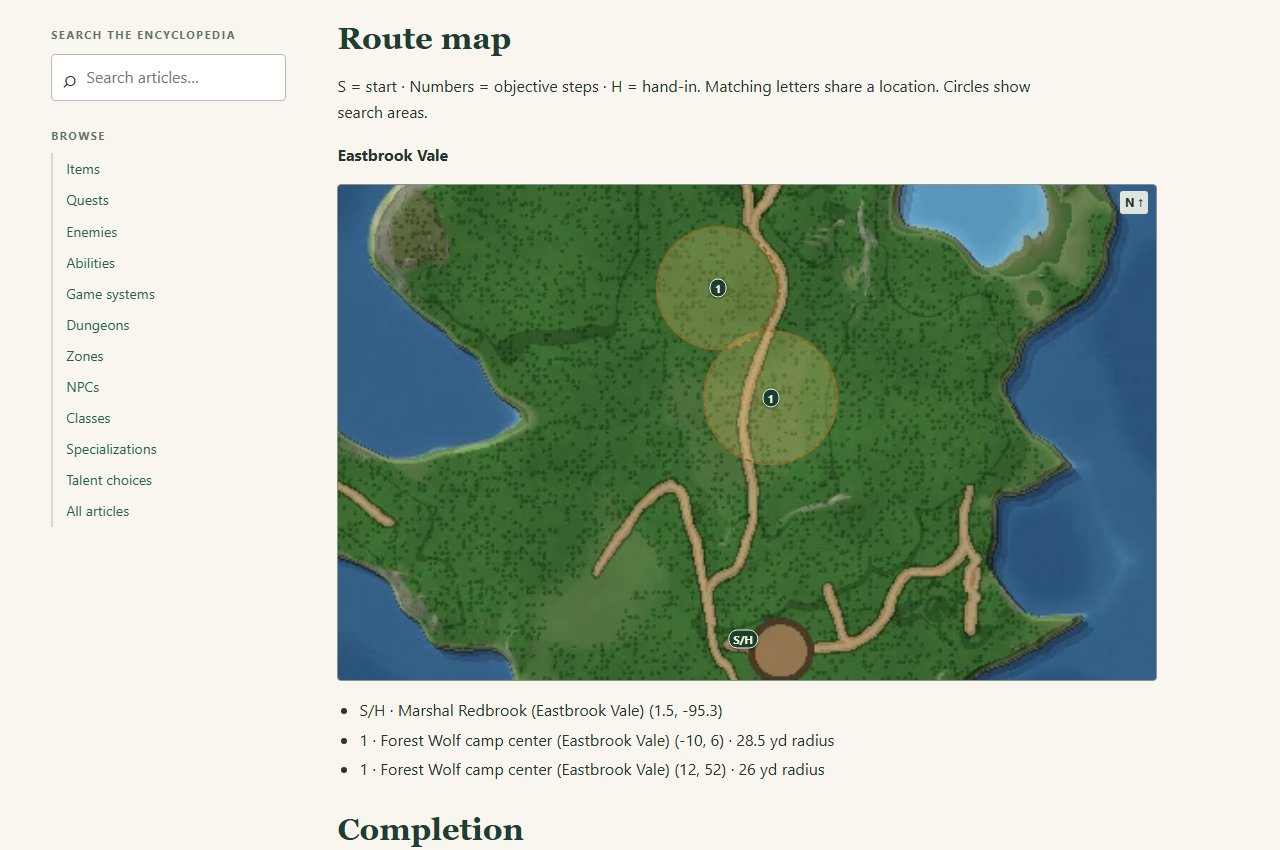 SEARCH THE ENCYCLOPEDIA
Search articles...
BROWSE
Items
Quests
Enemies
Abilities
Game systems
Dungeons
Zones
NPCs
Classes
Specializations
Talent choices
All articles
Route map
S = start · Numbers = objective steps · H = hand-in. Matching letters share a location. Circles show
search areas.
Eastbrook Vale
N ↑
1
1
S/H
S/H · Marshal Redbrook (Eastbrook Vale) (1.5, -95.3)
1 · Forest Wolf camp center (Eastbrook Vale) (-10, 6) · 28.5 yd radius
1 · Forest Wolf camp center (Eastbrook Vale) (12, 52) · 26 yd radius
Completion